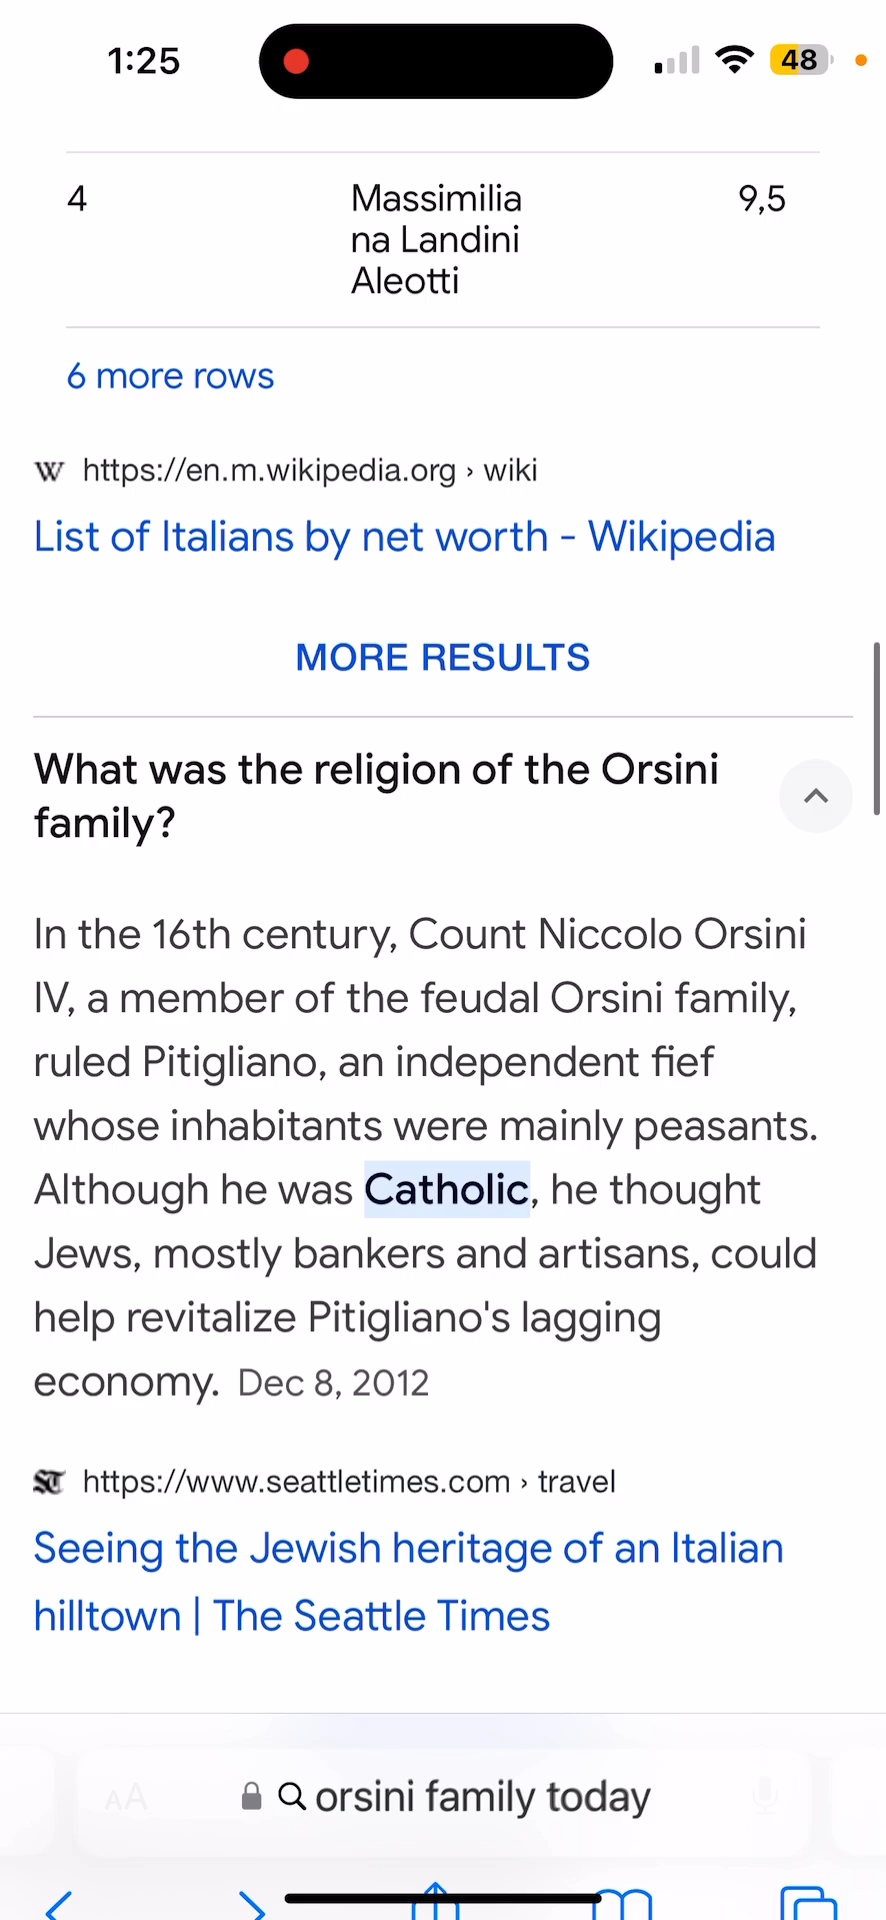 1:25
48
4 Massimilia 9,5
na Landini
Aleotti
6 more rows
W https://en.m.wikipedia.org › wiki
List of Italians by net worth - Wikipedia
MORE RESULTS
What was the religion of the Orsini
family?
In the 16th century, Count Niccolo Orsini
IV, a member of the feudal Orsini family,
ruled Pitigliano, an independent fief
whose inhabitants were mainly peasants.
Although he was Catholic, he thought
Jews, mostly bankers and artisans, could
help revitalize Pitigliano's lagging
economy. Dec 8, 2012
ST https://www.seattletimes.com › travel
Seeing the Jewish heritage of an Italian
hilltown | The Seattle Times
AA orsini family today